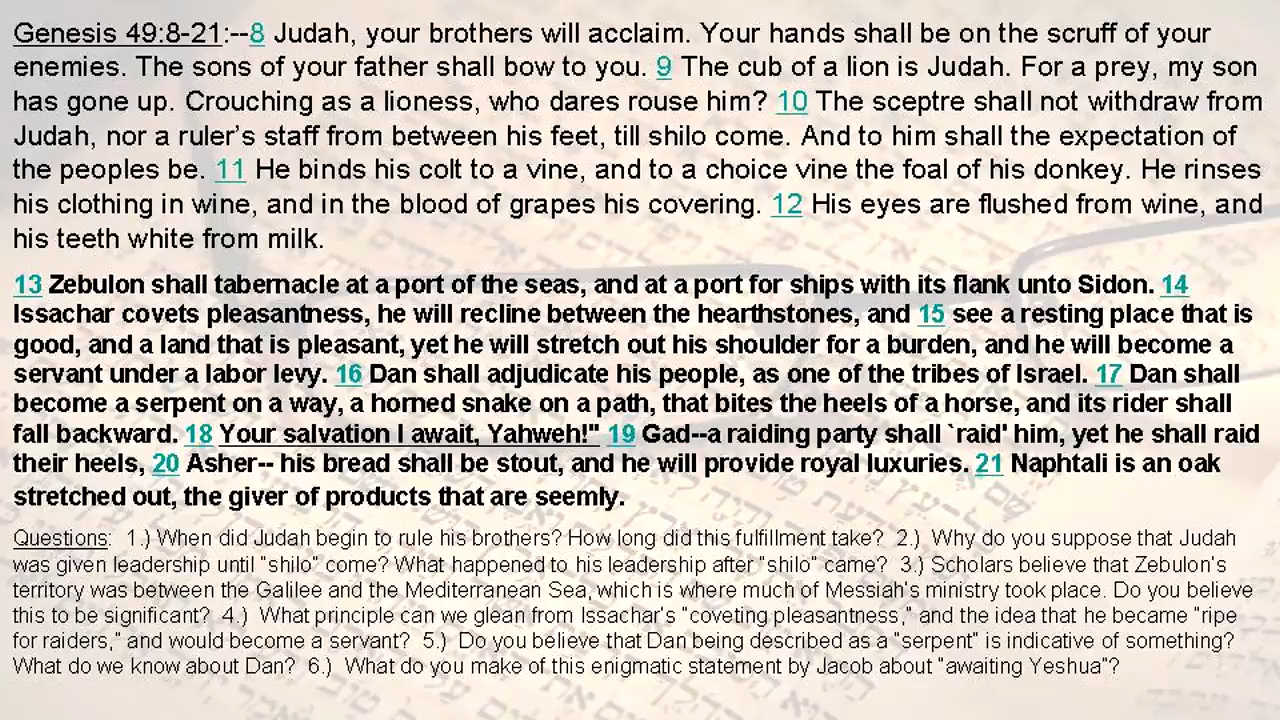 Genesis 49:8-21:--8 Judah, your brothers will acclaim. Your hands shall be on the scruff of your
enemies. The sons of your father shall bow to you. 9 The cub of a lion is Judah. For a prey, my son
has gone up. Crouching as a lioness, who dares rouse him? 10 The sceptre shall not withdraw from
Judah, nor a ruler's staff from between his feet, till shilo come. And to him shall the expectation of
the peoples be. 11 He binds his colt to a vine, and to a choice vine the foal of his donkey. He rinses
his clothing in wine, and in the blood of grapes his covering. 12 His eyes are flushed from wine, and
his teeth white from milk.
13 Zebulon shall tabernacle at a port of the seas, and at a port for ships with its flank unto Sidon. 14
Issachar covets pleasantness, he will recline between the hearthstones, and 15 see a resting place that is
good, and a land that is pleasant, yet he will stretch out his shoulder for a burden, and he will become a
servant under a labor levy. 16 Dan shall adjudicate his people, as one of the tribes of Israel. 17 Dan shall
become a serpent on a way, a horned snake on a path, that bites the heels of a horse, and its rider shall
fall backward. 18 Your salvation I await, Yahweh!" 19 Gad--a raiding party shall `raid' him, yet he shall raid
their heels, 20 Asher-- his bread shall be stout, and he will provide royal luxuries. 21 Naphtali is an oak
stretched out, the giver of products that are seemly.
Questions: 1.) When did Judah begin to rule his brothers? How long did this fulfillment take? 2.) Why do you suppose that Judah
was given leadership until "shilo" come? What happened to his leadership after "shilo" came? 3.) Scholars believe that Zebulon's
territory was between the Galilee and the Mediterranean Sea, which is where much of Messiah's ministry took place. Do you believe
this to be significant? 4.) What principle can we glean from Issachar's "coveting pleasantness," and the idea that he became "ripe
for raiders," and would become a servant? 5.) Do you believe that Dan being described as a "serpent" is indicative of something?
What do we know about Dan? 6.) What do you make of this enigmatic statement by Jacob about "awaiting Yeshua"?